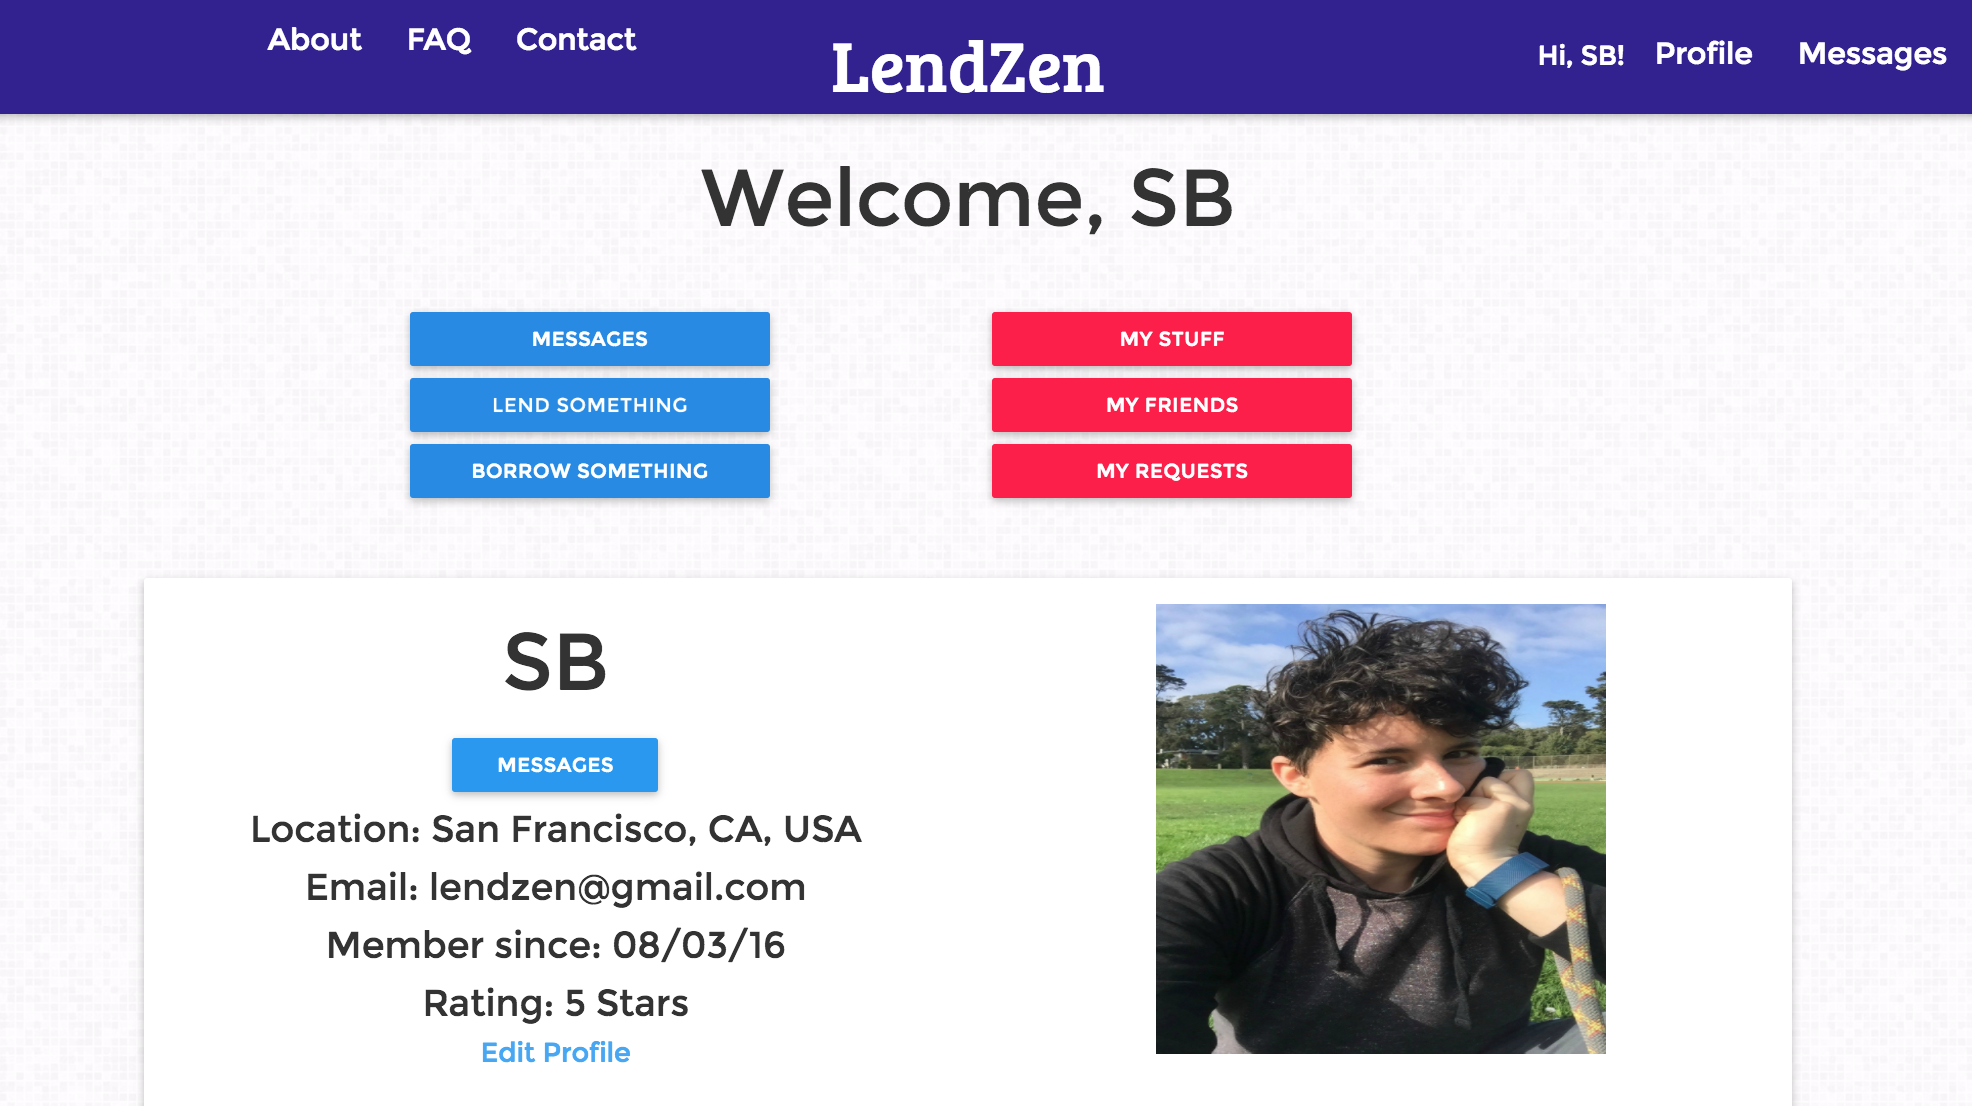 About FAQ Contact
LendZen
Hi, SB! Profile Messages
Welcome, SB
MESSAGES
LEND SOMETHING
BORROW SOMETHING
MY STUFF
MY FRIENDS
MY REQUESTS
SB
MESSAGES
Location: San Francisco, CA, USA
Email: lendzen@gmail.com
Member since: 08/03/16
Rating: 5 Stars
Edit Profile